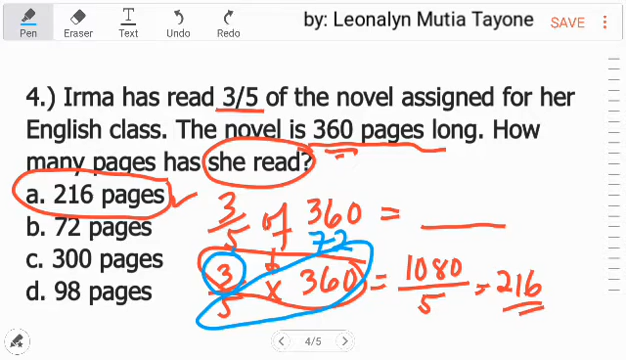 by: Leonalyn Mutia Tayone
SAVE
Pen
Eraser
Text
Undo
Redo
4.) Irma has read 3/5 of the novel assigned for her
English class. The novel is 360 pages long. How
many pages has she read?
a. 216 pages
b. 72 pages
c. 300 pages
d. 98 pages
3/5 of 360 = ______
72
3/5 x 360 = 1080/5 = 216
4/5